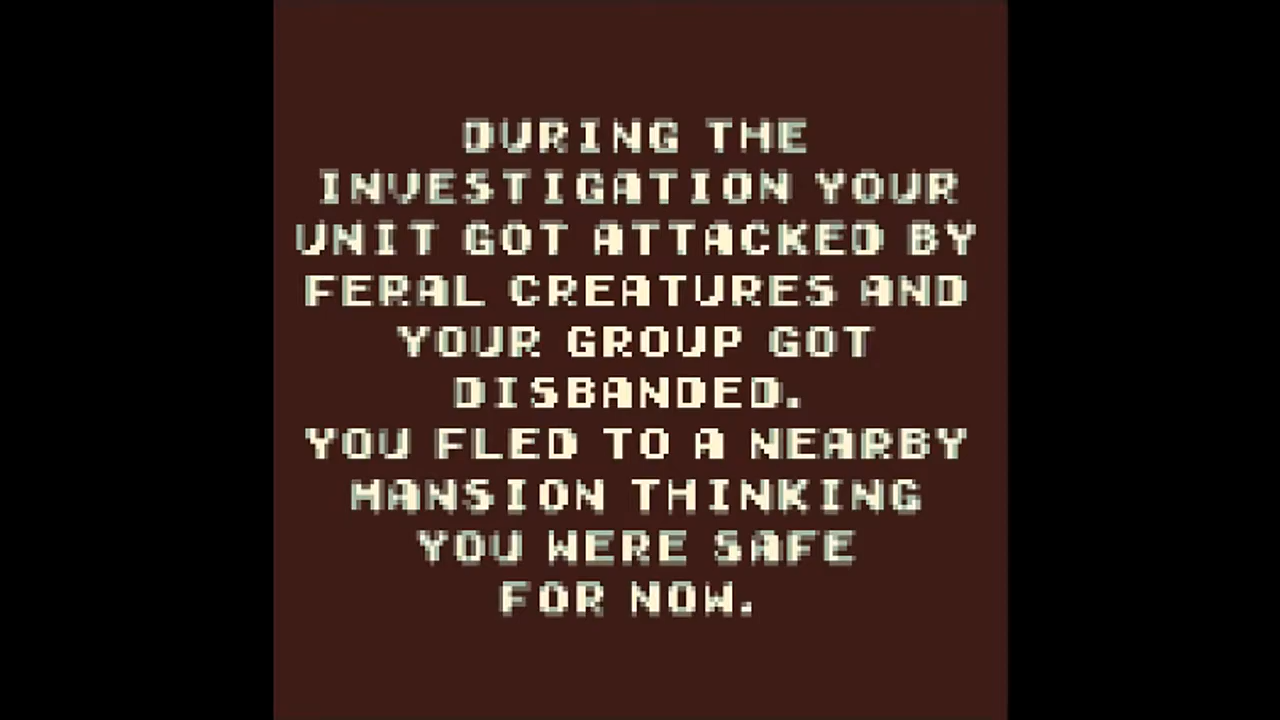 DURING THE
INVESTIGATION YOUR
UNIT GOT ATTACKED BY
FERAL CREATURES AND
YOUR GROUP GOT
DISBANDED.
YOU FLED TO A NEARBY
MANSION THINKING
YOU WERE SAFE
FOR NOW.